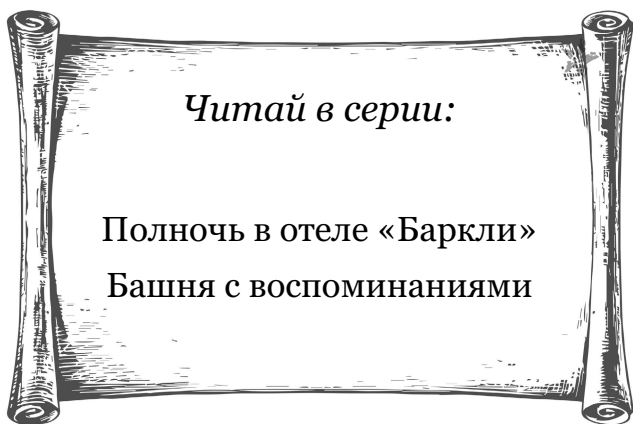 Читай в серии:
Полночь в отеле «Баркли»
Башня с воспоминаниями